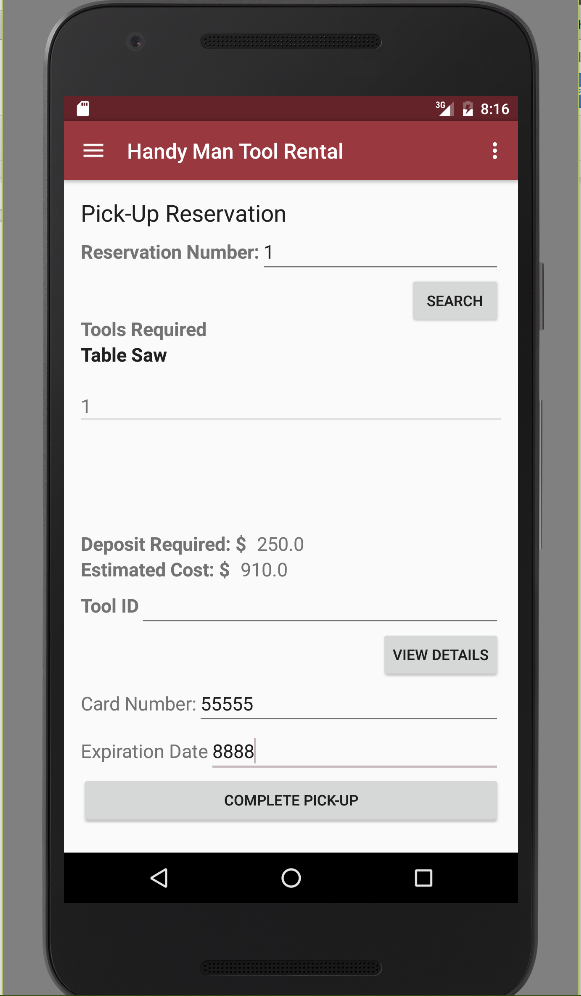 3G 8:16
Handy Man Tool Rental
Pick-Up Reservation
Reservation Number: 1
SEARCH
Tools Required
Table Saw
1
Deposit Required: $ 250.0
Estimated Cost: $ 910.0
Tool ID
VIEW DETAILS
Card Number: 55555
Expiration Date 8888
COMPLETE PICK-UP